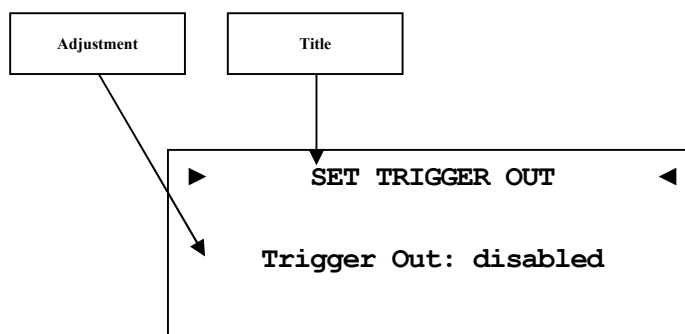 Adjustment
Title
► SET TRIGGER OUT ◄
Trigger Out: disabled